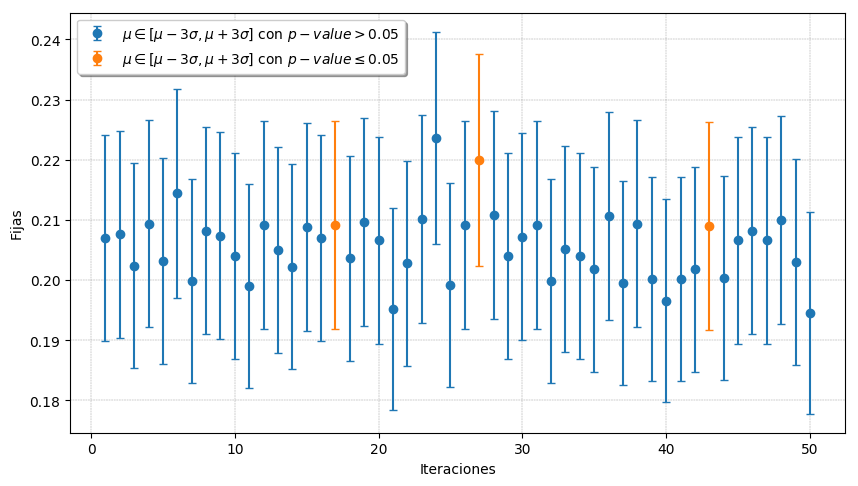 μ ∈ [μ − 3σ, μ + 3σ] con p − value > 0.05
μ ∈ [μ − 3σ, μ + 3σ] con p − value ≤ 0.05
0.24
0.23
0.22
0.21
0.20
0.19
0.18
Fijas
0 10 20 30 40 50
Iteraciones